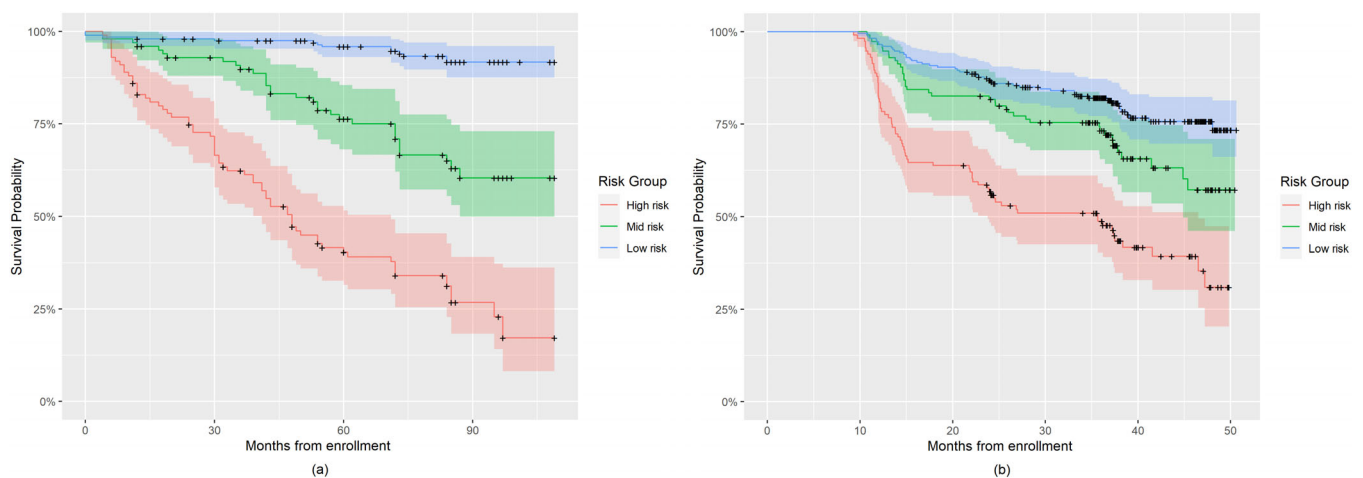 100%
75%
50%
25%
0%
Survival Probability
0
30
60
90
Months from enrollment
(a)
Risk Group
High risk
Mid risk
Low risk
100%
75%
50%
25%
0%
Survival Probability
0
10
20
30
40
50
Months from enrollment
(b)
Risk Group
High risk
Mid risk
Low risk